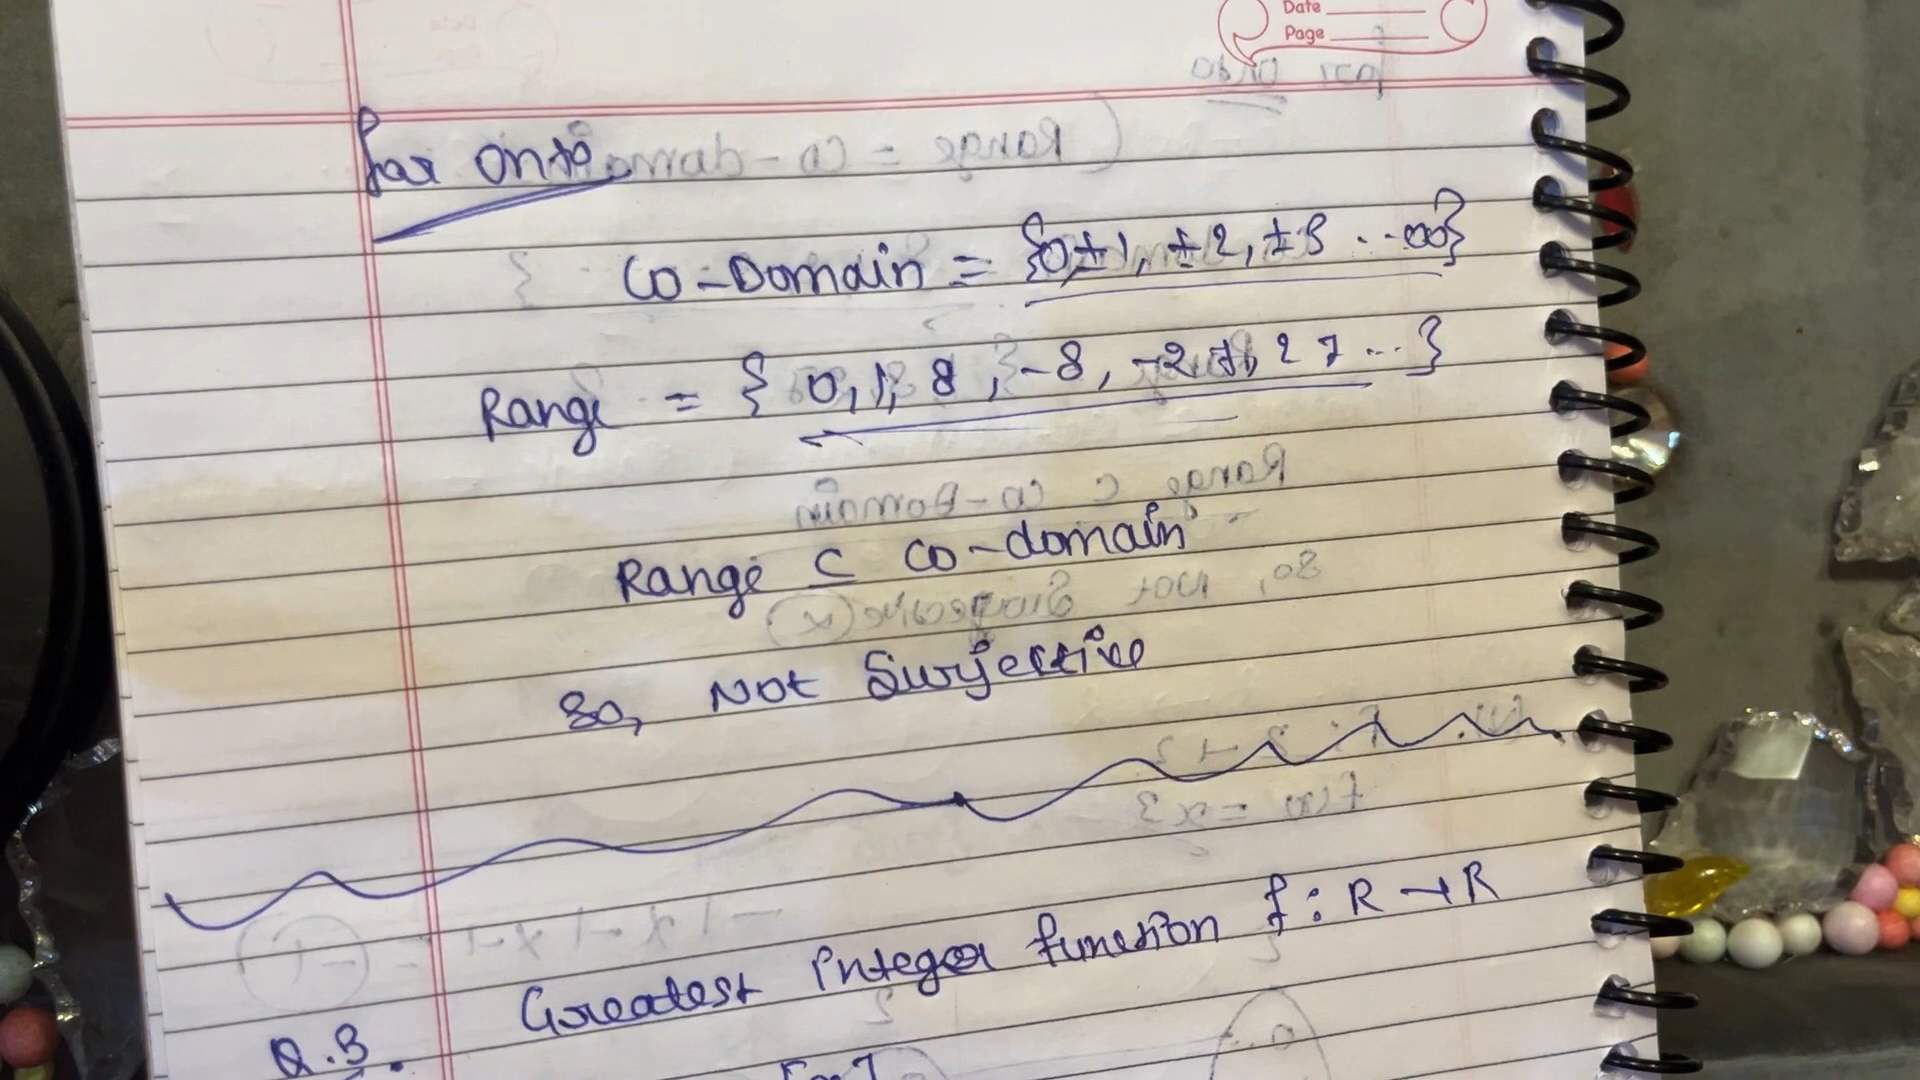 Date
Page
for onto
Co-Domain = {0, ±1, ±2, ±3 ... ∞}
Range = { 0, 1, 8, -8, 27 ... }
Range ⊂ co-domain
So, Not Surjective
Q.3. Greatest integer function f : R → R